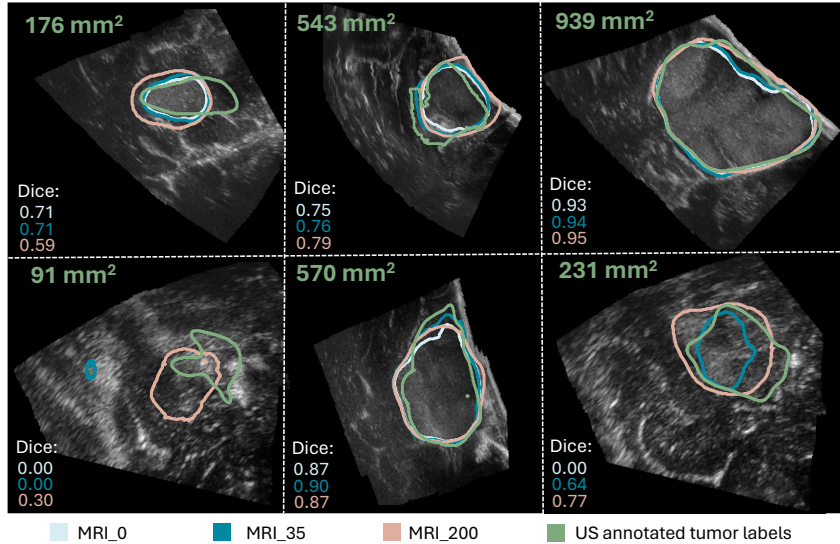 176 mm²
543 mm²
939 mm²
Dice:
0.71
0.71
0.59
Dice:
0.75
0.76
0.79
Dice:
0.93
0.94
0.95
91 mm²
570 mm²
231 mm²
Dice:
0.00
0.00
0.30
Dice:
0.87
0.90
0.87
Dice:
0.00
0.64
0.77
MRI_0 MRI_35 MRI_200 US annotated tumor labels